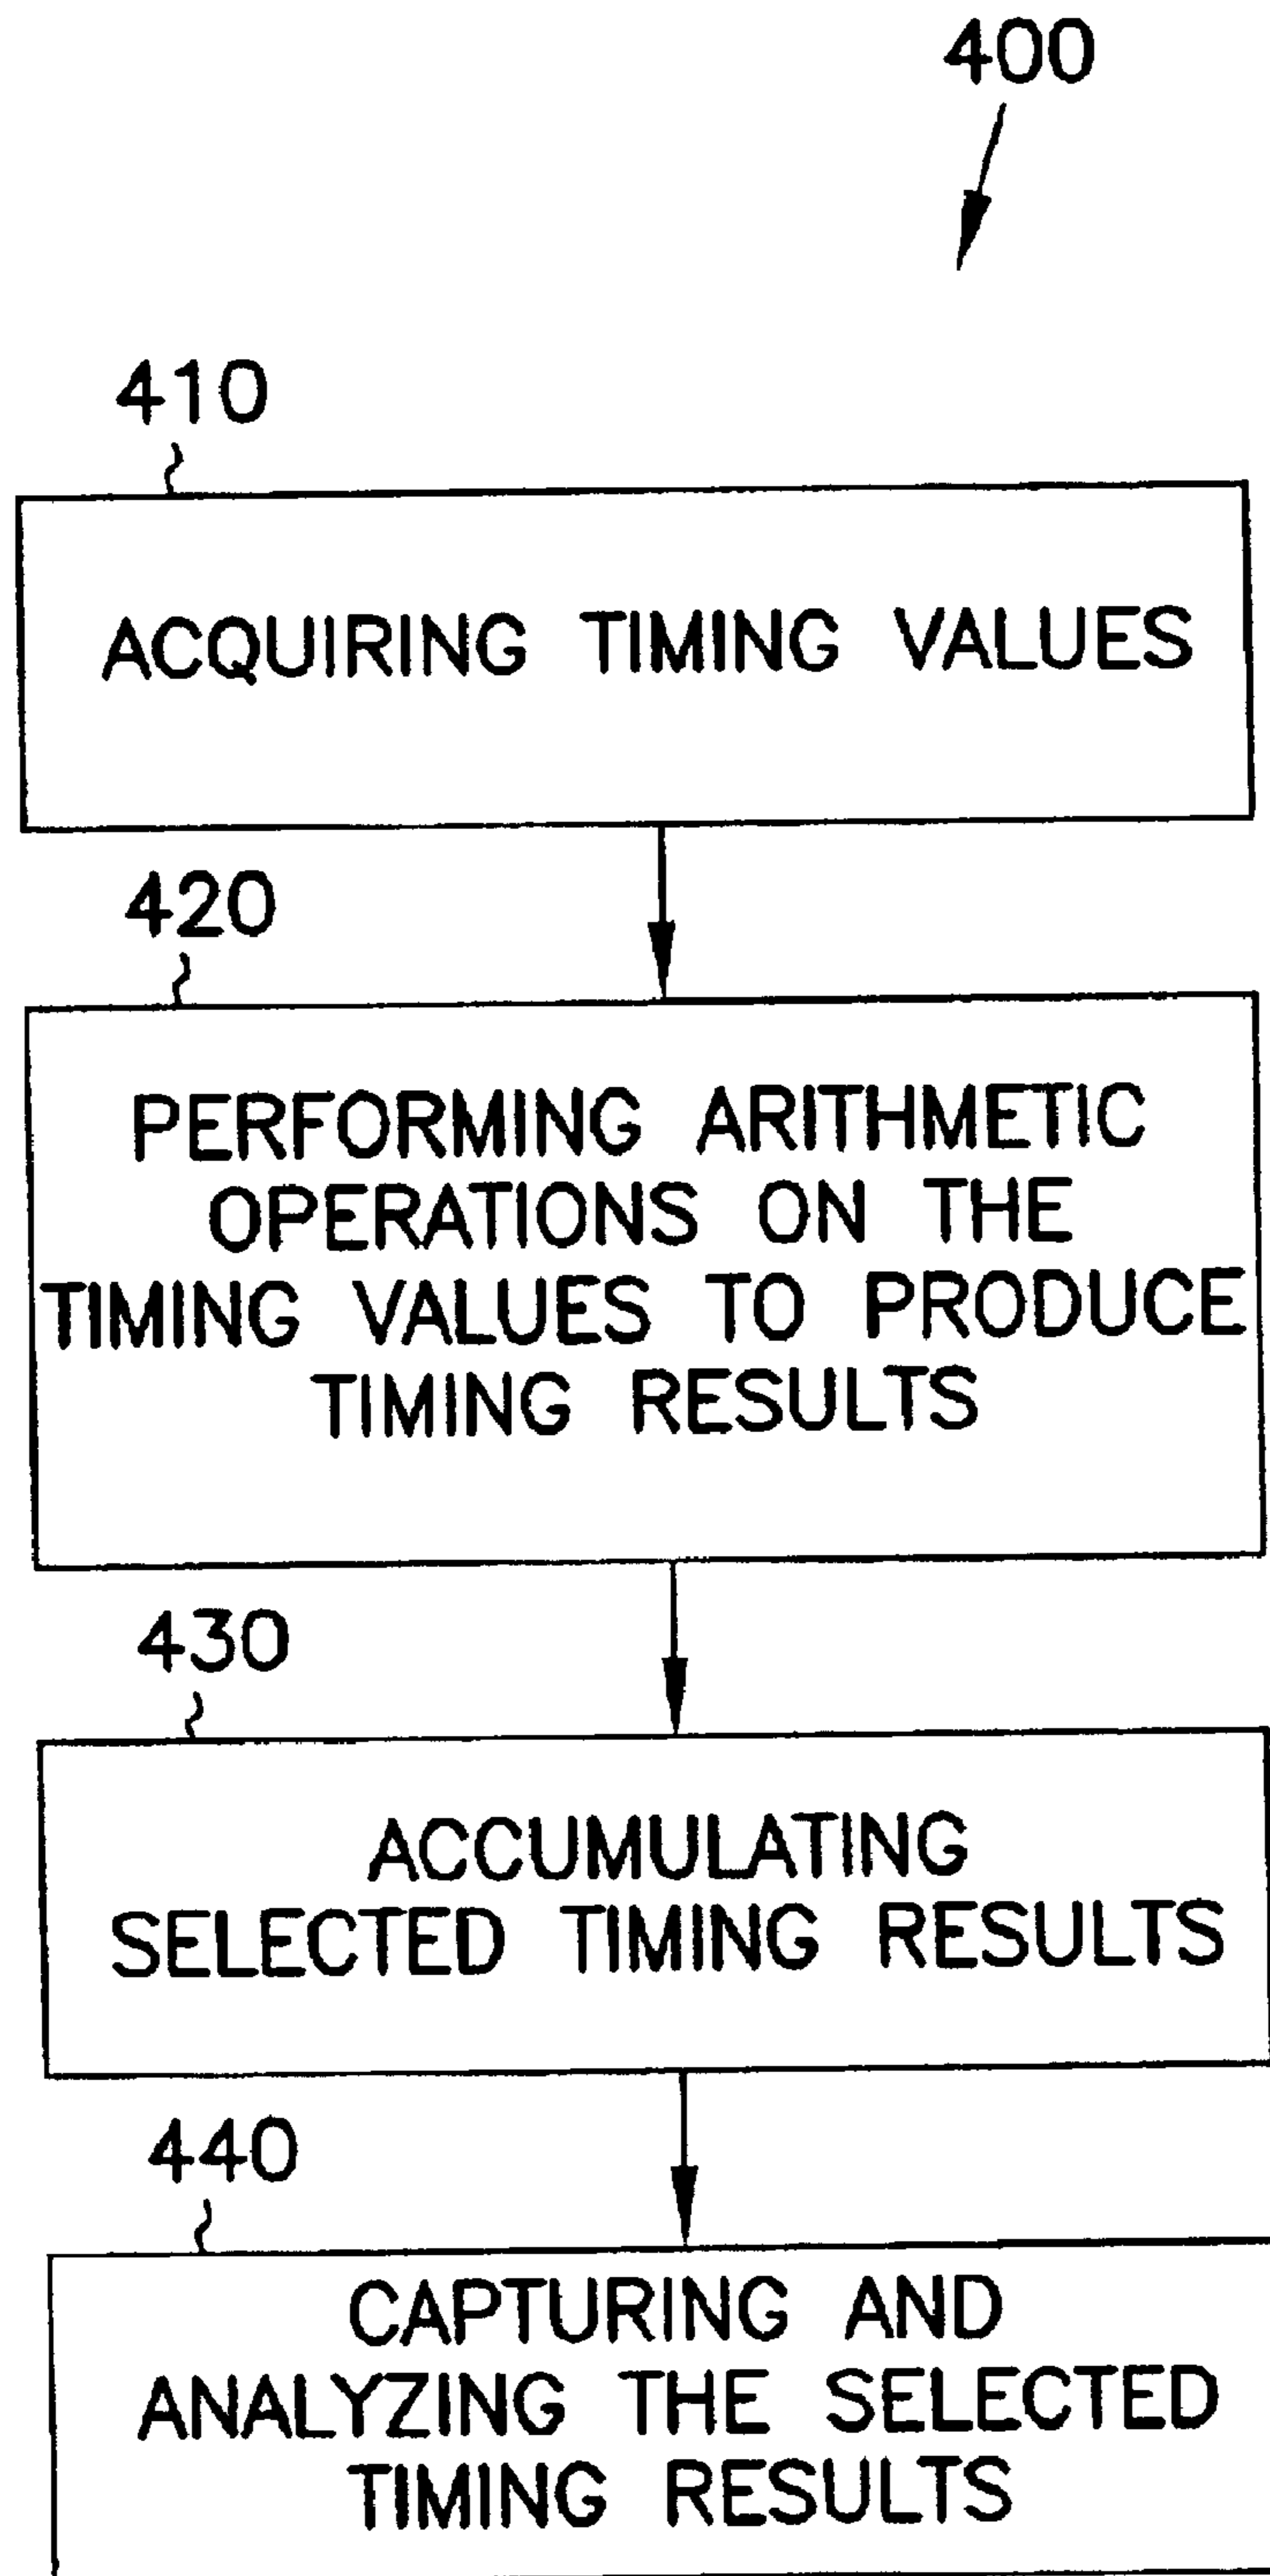 400
410
ACQUIRING TIMING VALUES
420
PERFORMING ARITHMETIC
OPERATIONS ON THE
TIMING VALUES TO PRODUCE
TIMING RESULTS
430
ACCUMULATING
SELECTED TIMING RESULTS
440
CAPTURING AND
ANALYZING THE SELECTED
TIMING RESULTS